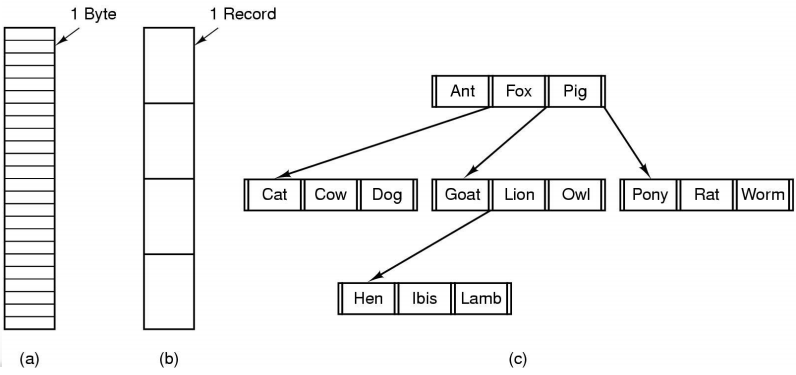 1 Byte
1 Record
Ant Fox Pig
Cat Cow Dog
Goat Lion Owl
Pony Rat Worm
Hen Ibis Lamb
(a)
(b)
(c)